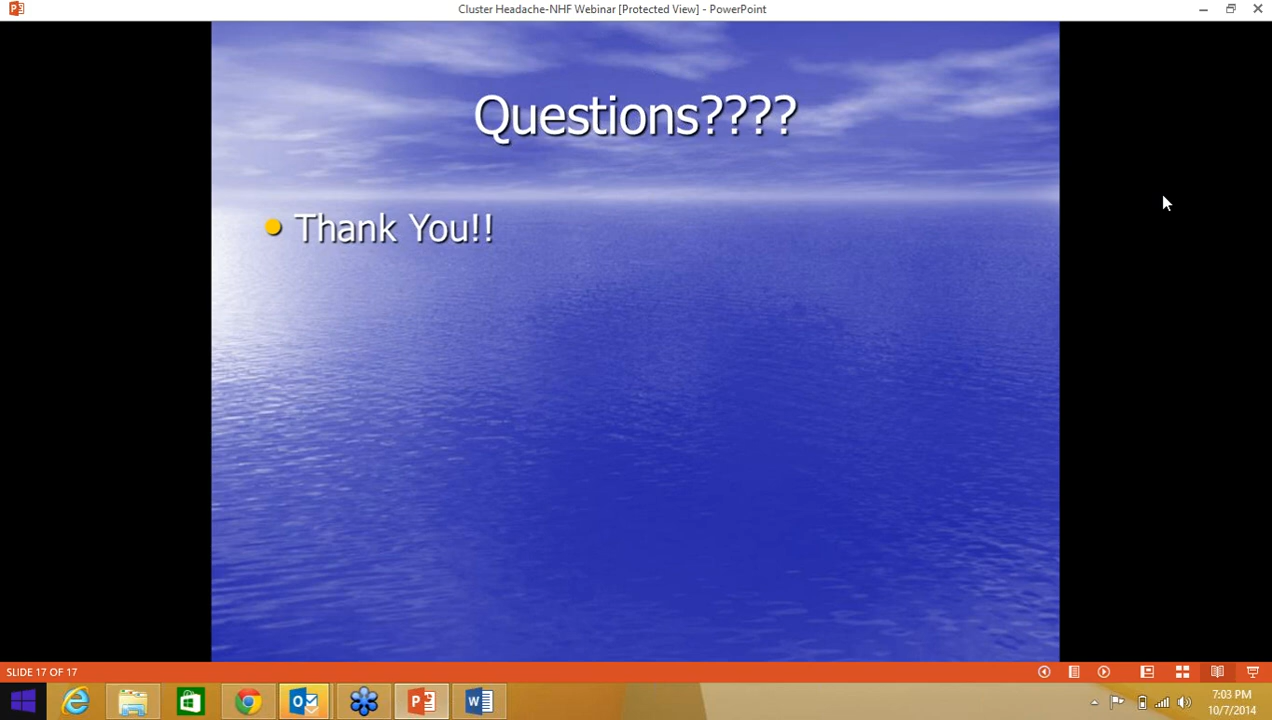 Cluster Headache-NHF Webinar [Protected View] - PowerPoint
Questions????
Thank You!!
SLIDE 17 OF 17
7:03 PM
10/7/2014